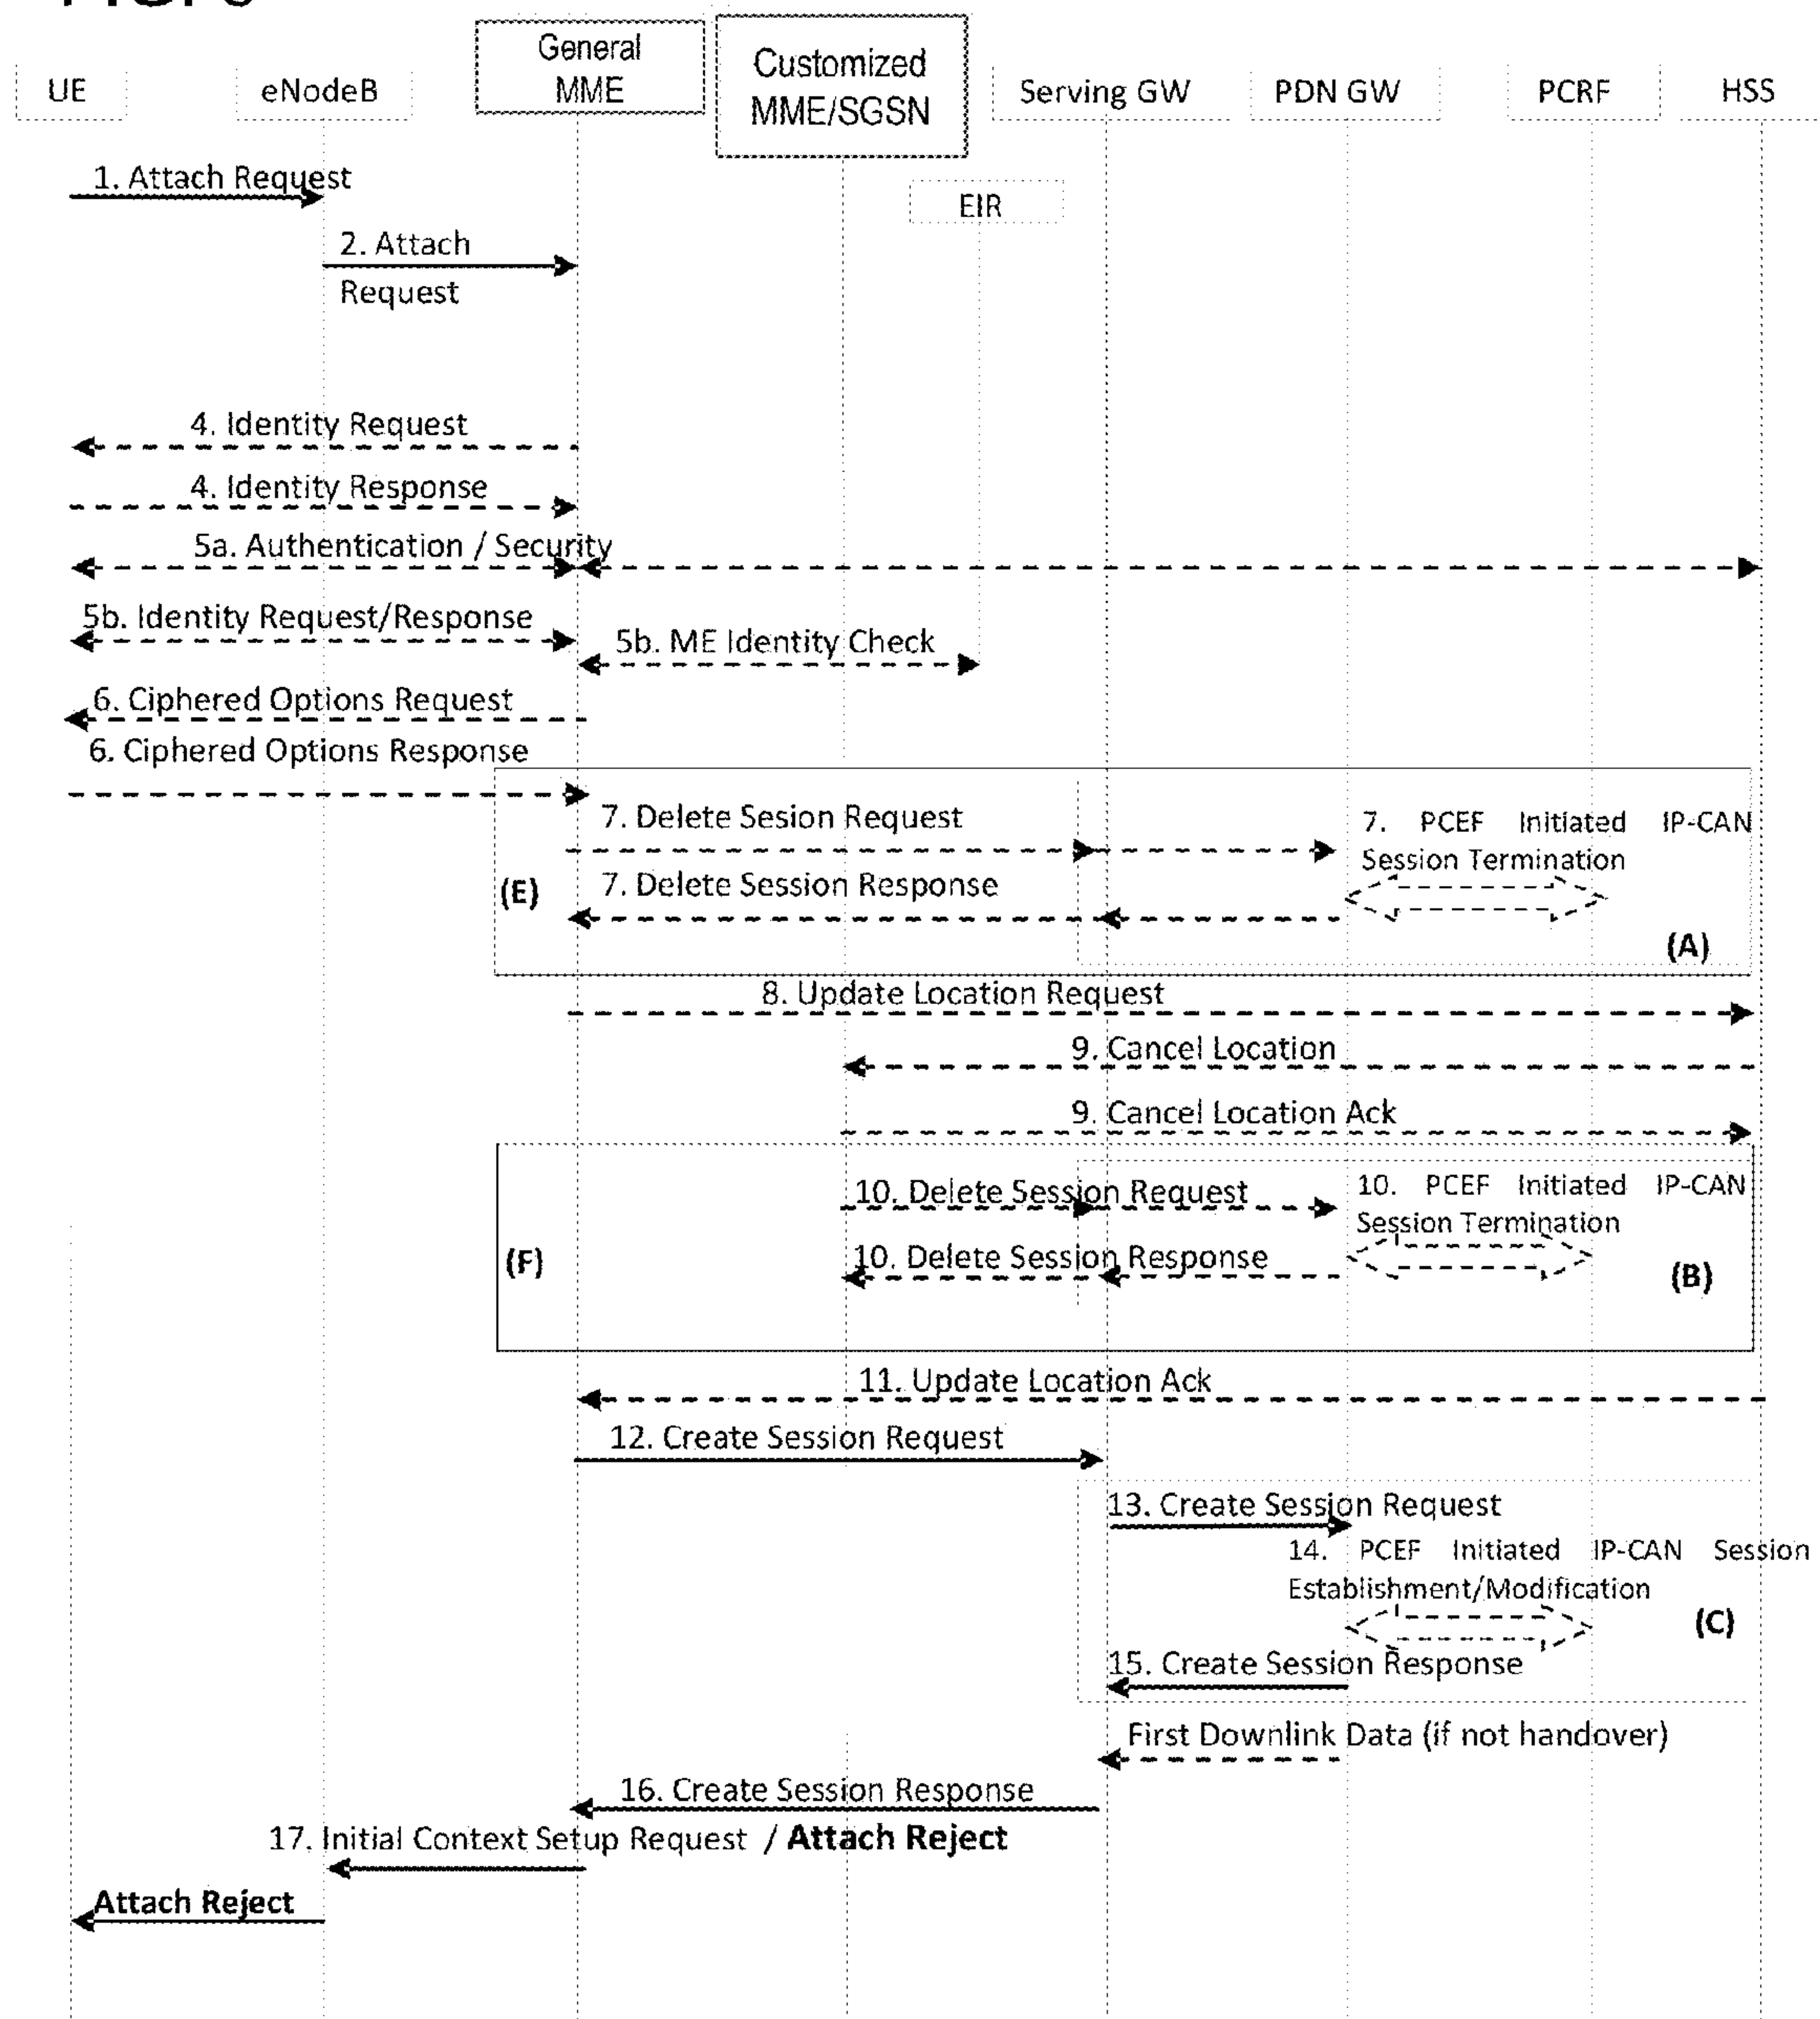 General
MME
Customized
MME/SGSN
UE
eNodeB
Serving GW
PDN GW
PCRF
HSS
1. Attach Request
EIR
2. Attach
Request
4. Identity Request
4. Identity Response
5a. Authentication / Security
5b. Identity Request/Response
5b. ME Identity Check
6. Ciphered Options Request
6. Ciphered Options Response
7. Delete Sesion Request
7. PCEF Initiated IP-CAN
Session Termination
7. Delete Session Response
(E)
(A)
8. Update Location Request
9. Cancel Location
9. Cancel Location Ack
10. Delete Session Request
10. PCEF Initiated IP-CAN
Session Termination
10. Delete Session Response
(F)
(B)
11. Update Location Ack
12. Create Session Request
13. Create Session Request
14. PCEF Initiated IP-CAN Session
Establishment/Modification
(C)
15. Create Session Response
First Downlink Data (if not handover)
16. Create Session Response
17. Initial Context Setup Request / Attach Reject
Attach Reject